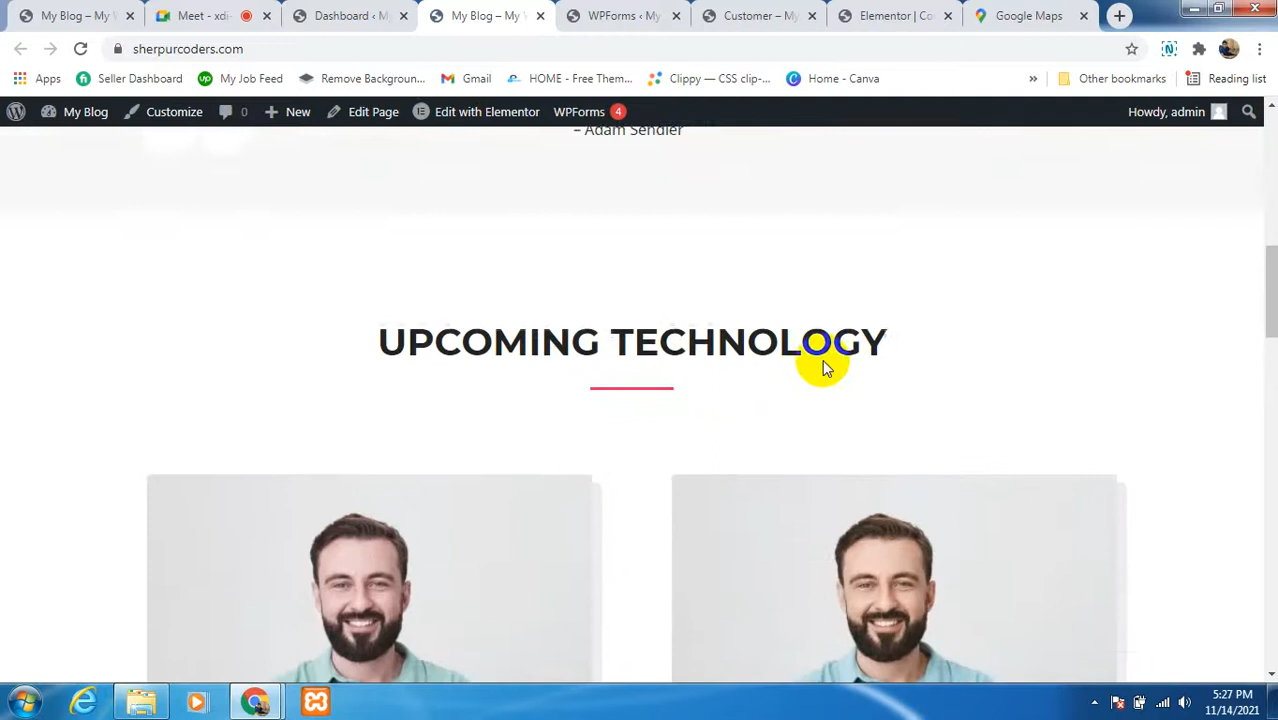 My Blog – My W
Meet - xdi-
Dashboard ‹ M
My Blog – My W
WPForms ‹ My
Customer – My
Elementor | C
Google Maps
sherpurcoders.com
Apps
Seller Dashboard
My Job Feed
Remove Backgroun...
Gmail
HOME - Free Them...
Clippy — CSS clip-...
Home - Canva
»
Other bookmarks
Reading list
My Blog
Customize
0
New
Edit Page
Edit with Elementor
WPForms 4
Howdy, admin
– Adam Sendler
UPCOMING TECHNOLOGY
5:27 PM
11/14/2021